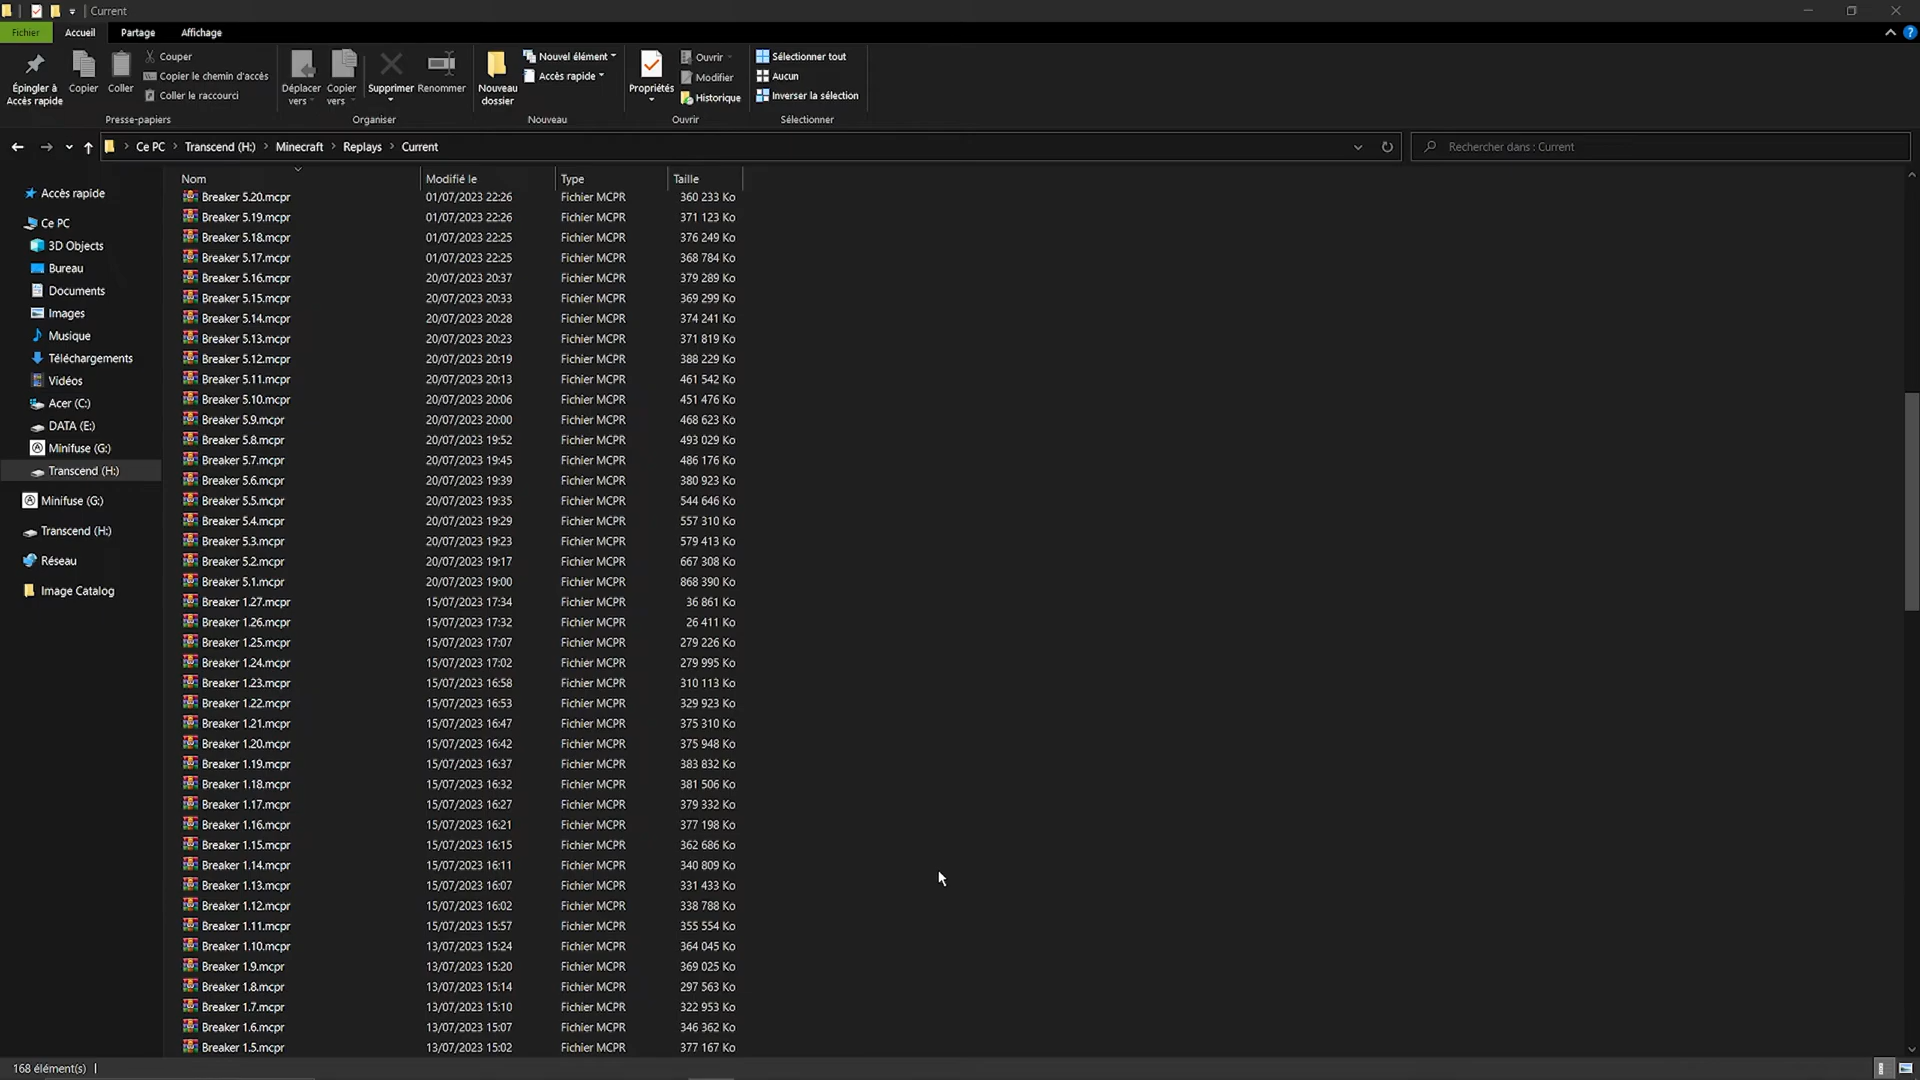 Current
Fichier Accueil Partage Affichage
Épingler à Accès rapide
Copier
Coller
Couper
Copier le chemin d'accès
Coller le raccourci
Presse-papiers
Déplacer vers
Copier vers
Supprimer
Renommer
Organiser
Nouveau dossier
Nouvel élément
Accès rapide
Nouveau
Propriétés
Ouvrir
Modifier
Historique
Ouvrir
Sélectionner tout
Aucun
Inverser la sélection
Sélectionner
Ce PC > Transcend (H:) > Minecraft > Replays > Current
Rechercher dans : Current
Accès rapide
Ce PC
3D Objects
Bureau
Documents
Images
Musique
Téléchargements
Vidéos
Acer (C:)
DATA (E:)
Minifuse (G:)
Transcend (H:)
Minifuse (G:)
Transcend (H:)
Réseau
Image Catalog
Nom Modifié le Type Taille
Breaker 5.20.mcpr 01/07/2023 22:26 Fichier MCPR 360 233 Ko
Breaker 5.19.mcpr 01/07/2023 22:26 Fichier MCPR 371 123 Ko
Breaker 5.18.mcpr 01/07/2023 22:25 Fichier MCPR 376 249 Ko
Breaker 5.17.mcpr 01/07/2023 22:25 Fichier MCPR 368 784 Ko
Breaker 5.16.mcpr 20/07/2023 20:37 Fichier MCPR 379 289 Ko
Breaker 5.15.mcpr 20/07/2023 20:33 Fichier MCPR 369 299 Ko
Breaker 5.14.mcpr 20/07/2023 20:28 Fichier MCPR 374 241 Ko
Breaker 5.13.mcpr 20/07/2023 20:23 Fichier MCPR 371 819 Ko
Breaker 5.12.mcpr 20/07/2023 20:19 Fichier MCPR 388 229 Ko
Breaker 5.11.mcpr 20/07/2023 20:13 Fichier MCPR 461 542 Ko
Breaker 5.10.mcpr 20/07/2023 20:06 Fichier MCPR 451 476 Ko
Breaker 5.9.mcpr 20/07/2023 20:00 Fichier MCPR 468 623 Ko
Breaker 5.8.mcpr 20/07/2023 19:52 Fichier MCPR 493 029 Ko
Breaker 5.7.mcpr 20/07/2023 19:45 Fichier MCPR 486 176 Ko
Breaker 5.6.mcpr 20/07/2023 19:39 Fichier MCPR 380 923 Ko
Breaker 5.5.mcpr 20/07/2023 19:35 Fichier MCPR 544 646 Ko
Breaker 5.4.mcpr 20/07/2023 19:29 Fichier MCPR 557 310 Ko
Breaker 5.3.mcpr 20/07/2023 19:23 Fichier MCPR 579 413 Ko
Breaker 5.2.mcpr 20/07/2023 19:17 Fichier MCPR 667 308 Ko
Breaker 5.1.mcpr 20/07/2023 19:00 Fichier MCPR 868 390 Ko
Breaker 1.27.mcpr 15/07/2023 17:34 Fichier MCPR 36 861 Ko
Breaker 1.26.mcpr 15/07/2023 17:32 Fichier MCPR 26 411 Ko
Breaker 1.25.mcpr 15/07/2023 17:07 Fichier MCPR 279 226 Ko
Breaker 1.24.mcpr 15/07/2023 17:02 Fichier MCPR 279 995 Ko
Breaker 1.23.mcpr 15/07/2023 16:58 Fichier MCPR 310 113 Ko
Breaker 1.22.mcpr 15/07/2023 16:53 Fichier MCPR 329 923 Ko
Breaker 1.21.mcpr 15/07/2023 16:47 Fichier MCPR 375 310 Ko
Breaker 1.20.mcpr 15/07/2023 16:42 Fichier MCPR 375 948 Ko
Breaker 1.19.mcpr 15/07/2023 16:37 Fichier MCPR 383 832 Ko
Breaker 1.18.mcpr 15/07/2023 16:32 Fichier MCPR 381 506 Ko
Breaker 1.17.mcpr 15/07/2023 16:27 Fichier MCPR 379 332 Ko
Breaker 1.16.mcpr 15/07/2023 16:21 Fichier MCPR 377 198 Ko
Breaker 1.15.mcpr 15/07/2023 16:15 Fichier MCPR 362 686 Ko
Breaker 1.14.mcpr 15/07/2023 16:11 Fichier MCPR 340 809 Ko
Breaker 1.13.mcpr 15/07/2023 16:07 Fichier MCPR 331 433 Ko
Breaker 1.12.mcpr 15/07/2023 16:02 Fichier MCPR 338 788 Ko
Breaker 1.11.mcpr 15/07/2023 15:57 Fichier MCPR 355 554 Ko
Breaker 1.10.mcpr 13/07/2023 15:24 Fichier MCPR 364 045 Ko
Breaker 1.9.mcpr 13/07/2023 15:20 Fichier MCPR 369 025 Ko
Breaker 1.8.mcpr 13/07/2023 15:14 Fichier MCPR 297 563 Ko
Breaker 1.7.mcpr 13/07/2023 15:10 Fichier MCPR 322 953 Ko
Breaker 1.6.mcpr 13/07/2023 15:07 Fichier MCPR 346 362 Ko
Breaker 1.5.mcpr 13/07/2023 15:02 Fichier MCPR 377 167 Ko
168 élément(s)